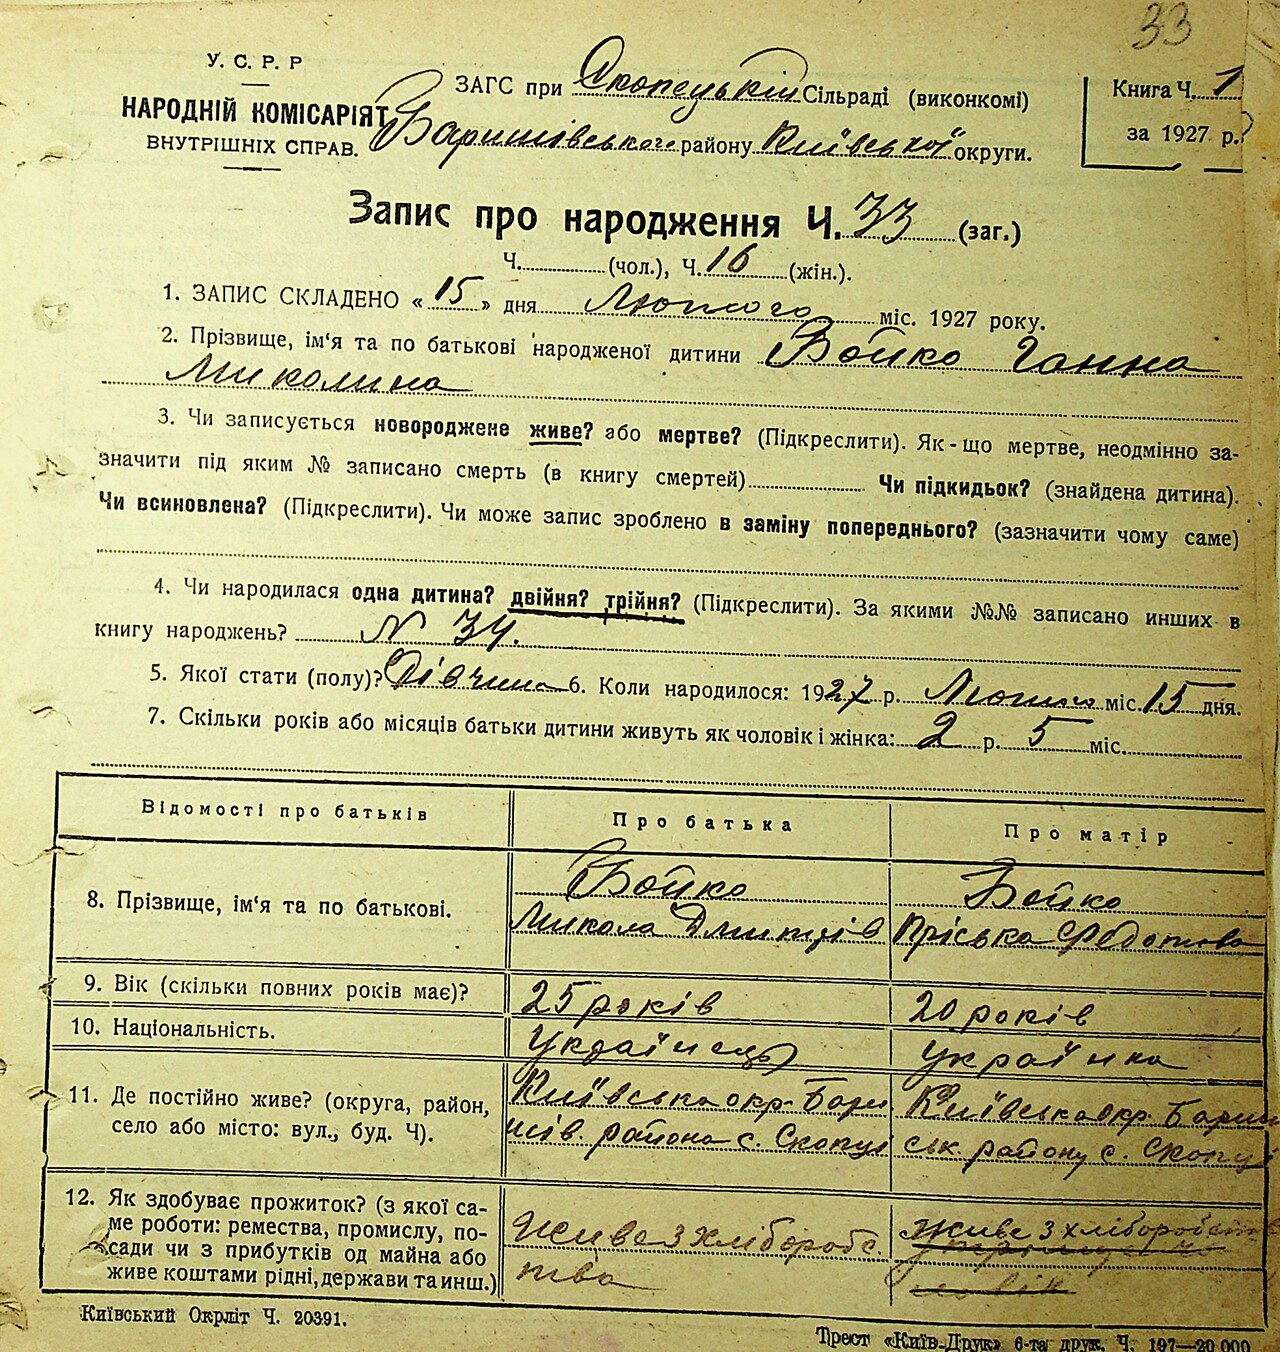 33
У. С. Р. Р
НАРОДНІЙ КОМІСАРІЯТ
ВНУТРІШНІХ СПРАВ.
ЗАГС при Скопецькій Сільраді (виконкомі)
Баришівського району Київської округи.
Книга Ч. 1
за 1927 р.
Запис про народження Ч. 33 (заг.)
Ч. (чол.), Ч. 16 (жін.).
1. ЗАПИС СКЛАДЕНО « 15 » дня Лютого міс. 1927 року.
2. Прізвище, ім'я та по батькові народженої дитини Бойко Ганна
Миколина
3. Чи записується новороджене живе? або мертве? (Підкреслити). Як-що мертве, неодмінно за-
значити під яким № записано смерть (в книгу смертей) Чи підкидьок? (знайдена дитина).
Чи всиновлена? (Підкреслити). Чи може запис зроблено в заміну попереднього? (зазначити чому саме)
4. Чи народилася одна дитина? двійня? трійня? (Підкреслити). За якими №№ записано инших в
книгу народжень? N 34.
5. Якої стати (полу)? Дівчина 6. Коли народилося: 1927 р. Лютого міс. 15 дня.
7. Скільки років або місяців батьки дитини живуть як чоловік і жінка: 2 р. 5 міс.
Відомості про батьків Про батька Про матір
8. Прізвище, ім'я та по батькові. Бойко Бойко
Микола Дмитрів Пріська Федотова
9. Вік (скільки повних років має)? 25 років 20 років
10. Національність. Українець Українка
11. Де постійно живе? (округа, район, Київська окр. Бари Київська окр. Бариш
село або місто: вул., буд. Ч). шів. района с. Скопці ськ. району с. Скопці
12. Як здобуває прожиток? (з якої са- Живе з хлібороб Живе з хлібороб
ме роботи: ремества, промислу, по-
сади чи з прибутків од майна або тва
живе коштами рідні, держави та инш.)
Київський Окрліт Ч. 20391.
Трест «Київ-Друк» 6-та друк. Ч. 197—20.000